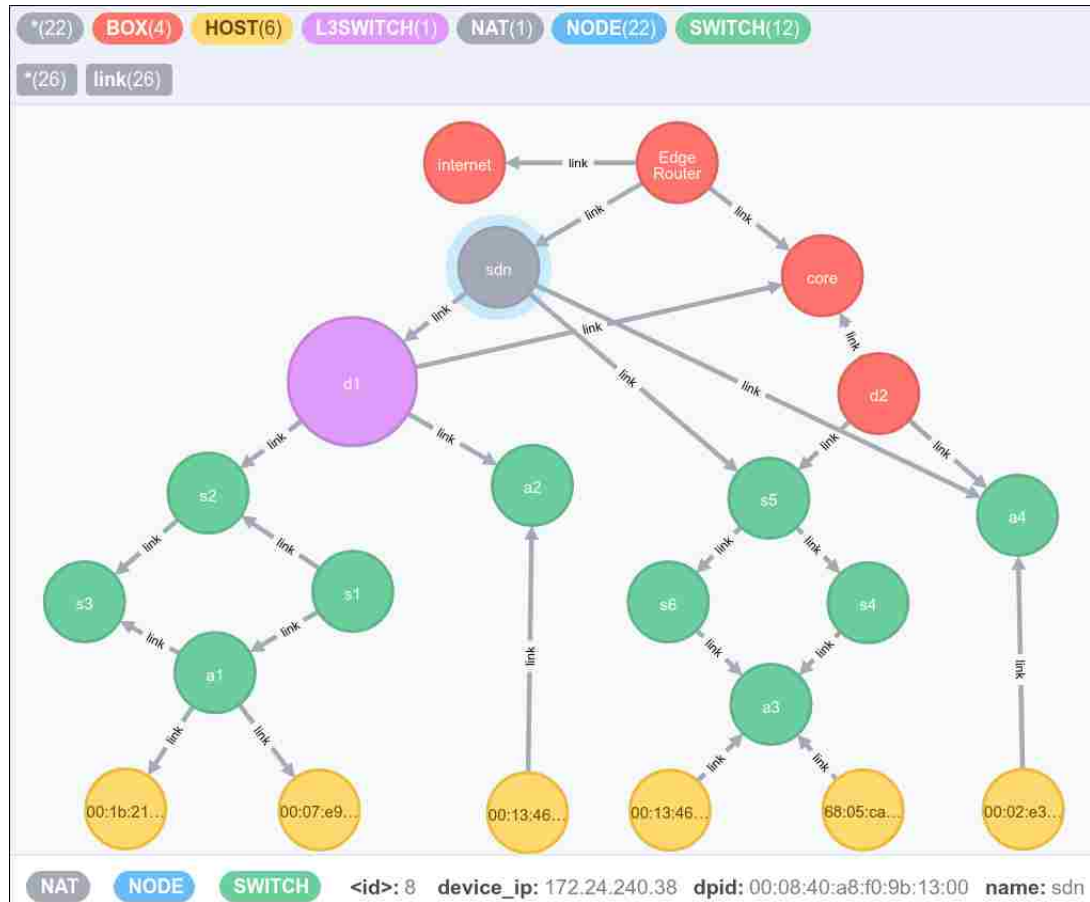 *(22) BOX(4) HOST(6) L3SWITCH(1) NAT(1) NODE(22) SWITCH(12)
*(26) link(26)
internet link Edge
Router
link link
sdn core
link link link
d1 link link d2
link link link link
s2 a2 s5 a4
link link link link
s3 s1 s6 s4
link link link link link link
a1 a3
link link link link
00:1b:21... 00:07:e9... 00:13:46... 00:13:46... 68:05:ca... 00:02:e3...
NAT NODE SWITCH <id>: 8 device_ip: 172.24.240.38 dpid: 00:08:40:a8:f0:9b:13:00 name: sdn